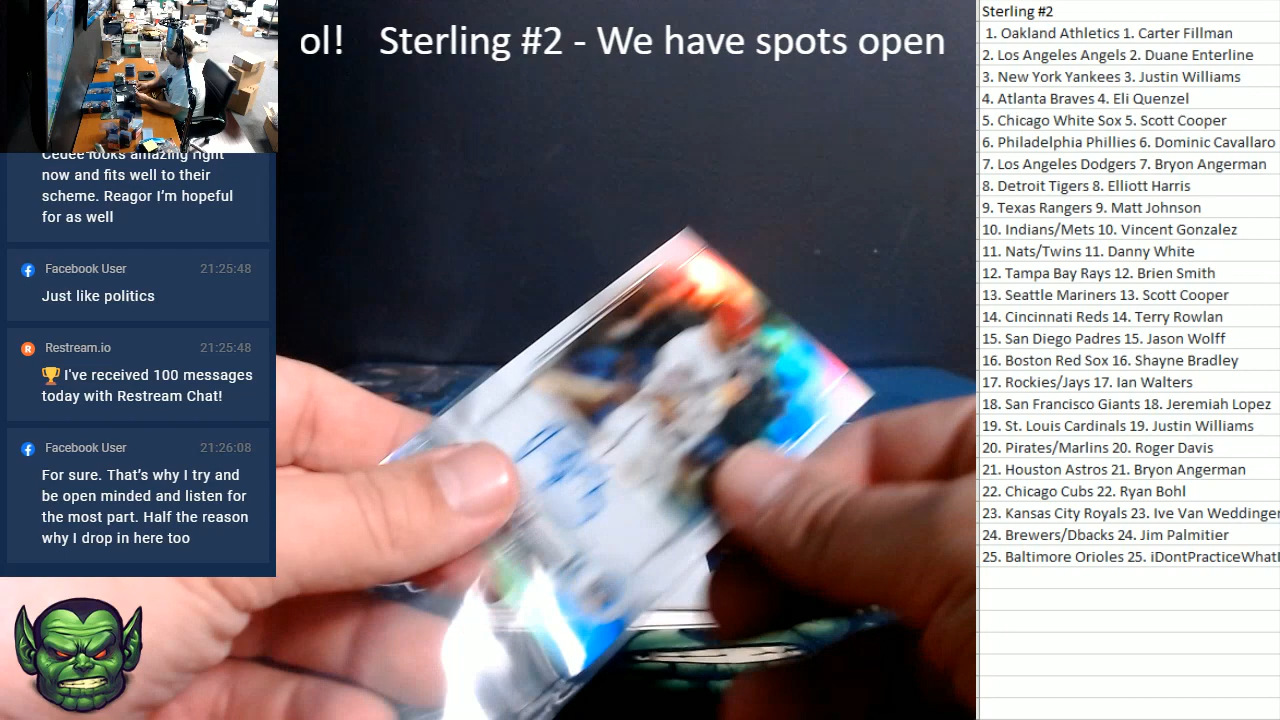 ol! Sterling #2 - We have spots open
Cedee looks amazing right
now and fits well to their
scheme. Reagor I'm hopeful
for as well
Facebook User 21:25:48
Just like politics
Restream.io 21:25:48
🏆 I've received 100 messages
today with Restream Chat!
Facebook User 21:26:08
For sure. That's why I try and
be open minded and listen for
the most part. Half the reason
why I drop in here too
Sterling #2
1. Oakland Athletics 1. Carter Fillman
2. Los Angeles Angels 2. Duane Enterline
3. New York Yankees 3. Justin Williams
4. Atlanta Braves 4. Eli Quenzel
5. Chicago White Sox 5. Scott Cooper
6. Philadelphia Phillies 6. Dominic Cavallaro
7. Los Angeles Dodgers 7. Bryon Angerman
8. Detroit Tigers 8. Elliott Harris
9. Texas Rangers 9. Matt Johnson
10. Indians/Mets 10. Vincent Gonzalez
11. Nats/Twins 11. Danny White
12. Tampa Bay Rays 12. Brien Smith
13. Seattle Mariners 13. Scott Cooper
14. Cincinnati Reds 14. Terry Rowlan
15. San Diego Padres 15. Jason Wolff
16. Boston Red Sox 16. Shayne Bradley
17. Rockies/Jays 17. Ian Walters
18. San Francisco Giants 18. Jeremiah Lopez
19. St. Louis Cardinals 19. Justin Williams
20. Pirates/Marlins 20. Roger Davis
21. Houston Astros 21. Bryon Angerman
22. Chicago Cubs 22. Ryan Bohl
23. Kansas City Royals 23. Ive Van Weddinger
24. Brewers/Dbacks 24. Jim Palmitier
25. Baltimore Orioles 25. iDontPracticeWhatI